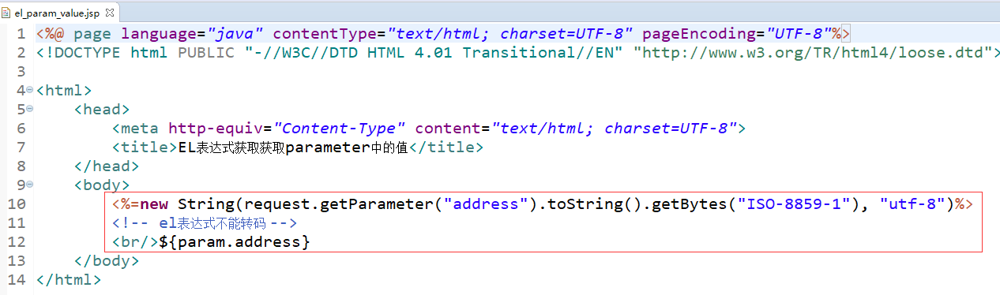 el_param_value.jsp
1 <%@ page language="java" contentType="text/html; charset=UTF-8" pageEncoding="UTF-8"%>
2 <!DOCTYPE html PUBLIC "-//W3C//DTD HTML 4.01 Transitional//EN" "http://www.w3.org/TR/html4/loose.dtd">
3
4 <html>
5     <head>
6         <meta http-equiv="Content-Type" content="text/html; charset=UTF-8">
7         <title>EL表达式获取获取parameter中的值</title>
8     </head>
9     <body>
10         <%=new String(request.getParameter("address").toString().getBytes("ISO-8859-1"), "utf-8")%>
11         <!-- el表达式不能转码 -->
12         <br/>${param.address}
13     </body>
14 </html>